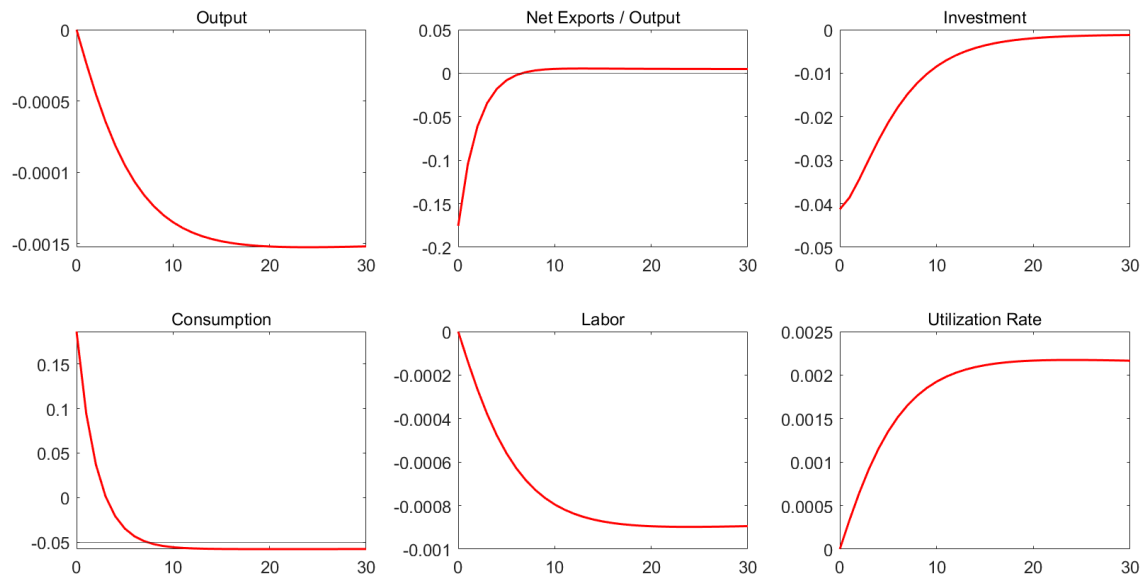 Output
0
-0.0005
-0.0001
-0.0015
0 10 20 30
Net Exports / Output
0.05
0
-0.05
-0.1
-0.15
-0.2
0 10 20 30
Investment
0
-0.01
-0.02
-0.03
-0.04
-0.05
0 10 20 30
Consumption
0.15
0.1
0.05
0
-0.05
0 10 20 30
Labor
0
-0.0002
-0.0004
-0.0006
-0.0008
-0.001
0 10 20 30
Utilization Rate
0.0025
0.002
0.0015
0.001
0.0005
0
0 10 20 30